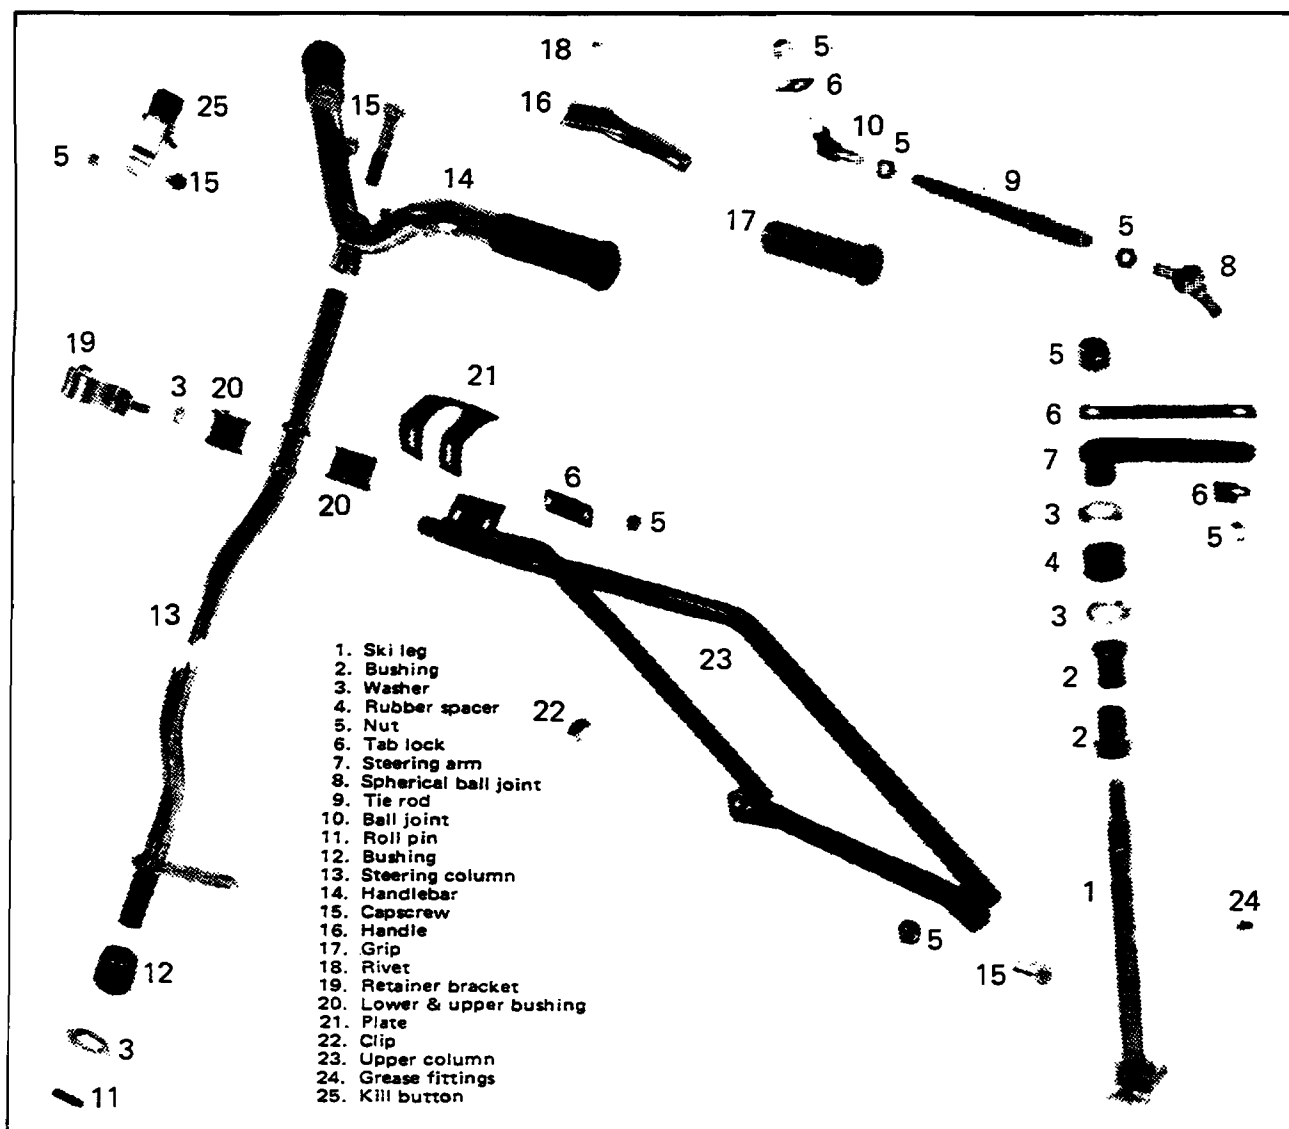 18
5
6
25
15
16
10
5
5
15
14
9
17
5
8
19
3
20
21
5
6
7
20
6
5
6
3
5
4
13
3
23
2
22
2
1. Ski leg
2. Bushing
3. Washer
4. Rubber spacer
5. Nut
6. Tab lock
7. Steering arm
8. Spherical ball joint
9. Tie rod
10. Ball joint
11. Roll pin
12. Bushing
13. Steering column
14. Handlebar
15. Capscrew
16. Handle
17. Grip
18. Rivet
19. Retainer bracket
20. Lower & upper bushing
21. Plate
22. Clip
23. Upper column
24. Grease fittings
25. Kill button
1
24
5
12
15
3
11